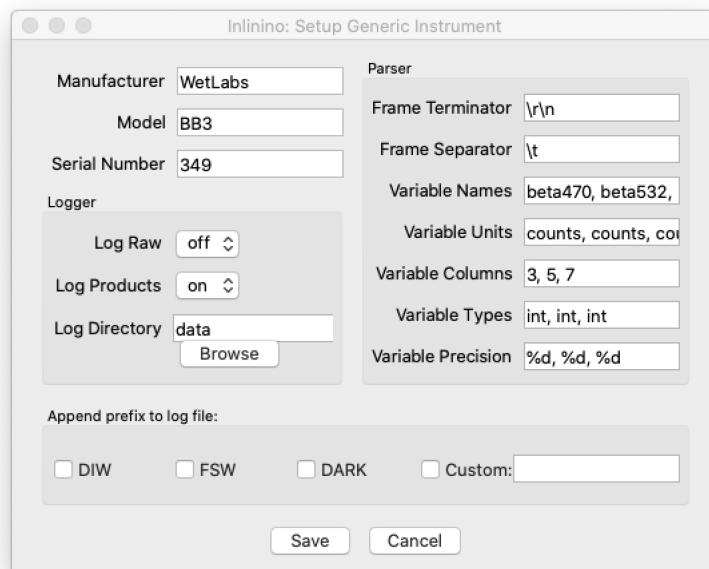 Inlinino: Setup Generic Instrument
Manufacturer WetLabs
Model BB3
Serial Number 349
Logger
Log Raw off
Log Products on
Log Directory data
Browse
Parser
Frame Terminator \r\n
Frame Separator \t
Variable Names beta470, beta532,
Variable Units counts, counts, cou
Variable Columns 3, 5, 7
Variable Types int, int, int
Variable Precision %d, %d, %d
Append prefix to log file:
DIW FSW DARK Custom:
Save Cancel